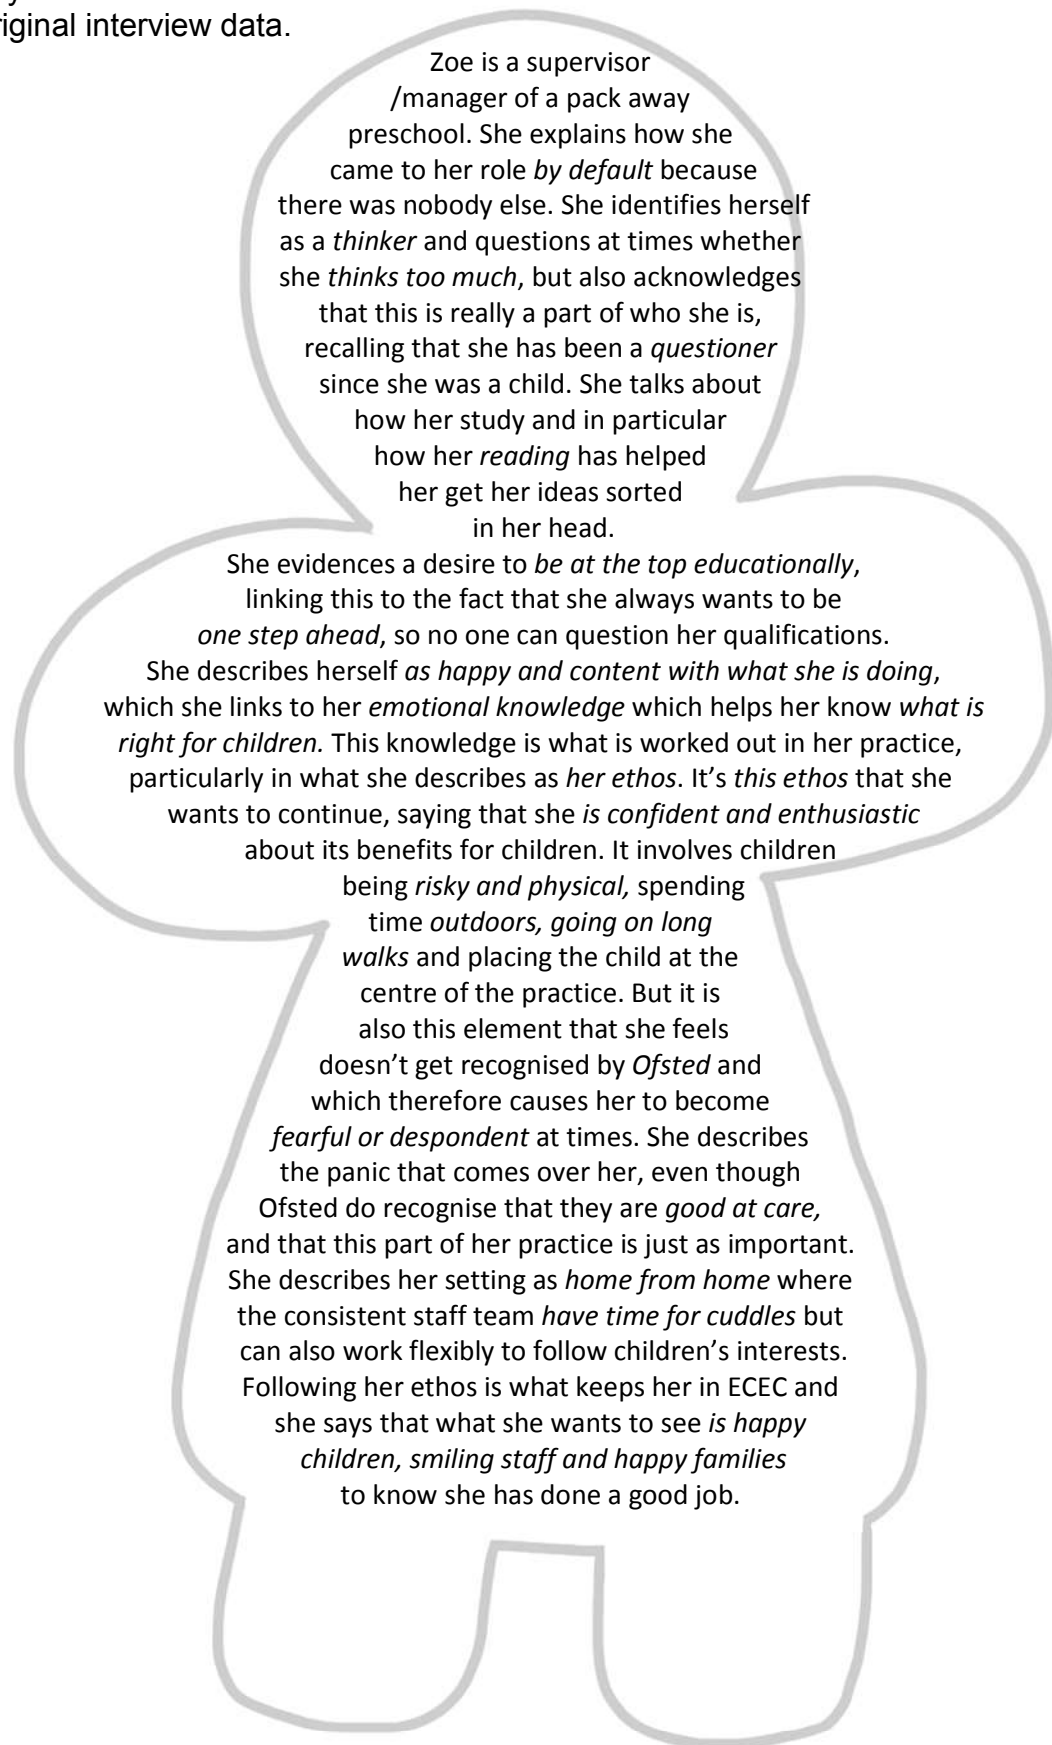 riginal interview data.
Zoe is a supervisor
/manager of a pack away
preschool. She explains how she
came to her role by default because
there was nobody else. She identifies herself
as a thinker and questions at times whether
she thinks too much, but also acknowledges
that this is really a part of who she is,
recalling that she has been a questioner
since she was a child. She talks about
how her study and in particular
how her reading has helped
her get her ideas sorted
in her head.
She evidences a desire to be at the top educationally,
linking this to the fact that she always wants to be
one step ahead, so no one can question her qualifications.
She describes herself as happy and content with what she is doing,
which she links to her emotional knowledge which helps her know what is
right for children. This knowledge is what is worked out in her practice,
particularly in what she describes as her ethos. It’s this ethos that she
wants to continue, saying that she is confident and enthusiastic
about its benefits for children. It involves children
being risky and physical, spending
time outdoors, going on long
walks and placing the child at the
centre of the practice. But it is
also this element that she feels
doesn’t get recognised by Ofsted and
which therefore causes her to become
fearful or despondent at times. She describes
the panic that comes over her, even though
Ofsted do recognise that they are good at care,
and that this part of her practice is just as important.
She describes her setting as home from home where
the consistent staff team have time for cuddles but
can also work flexibly to follow children’s interests.
Following her ethos is what keeps her in ECEC and
she says that what she wants to see is happy
children, smiling staff and happy families
to know she has done a good job.